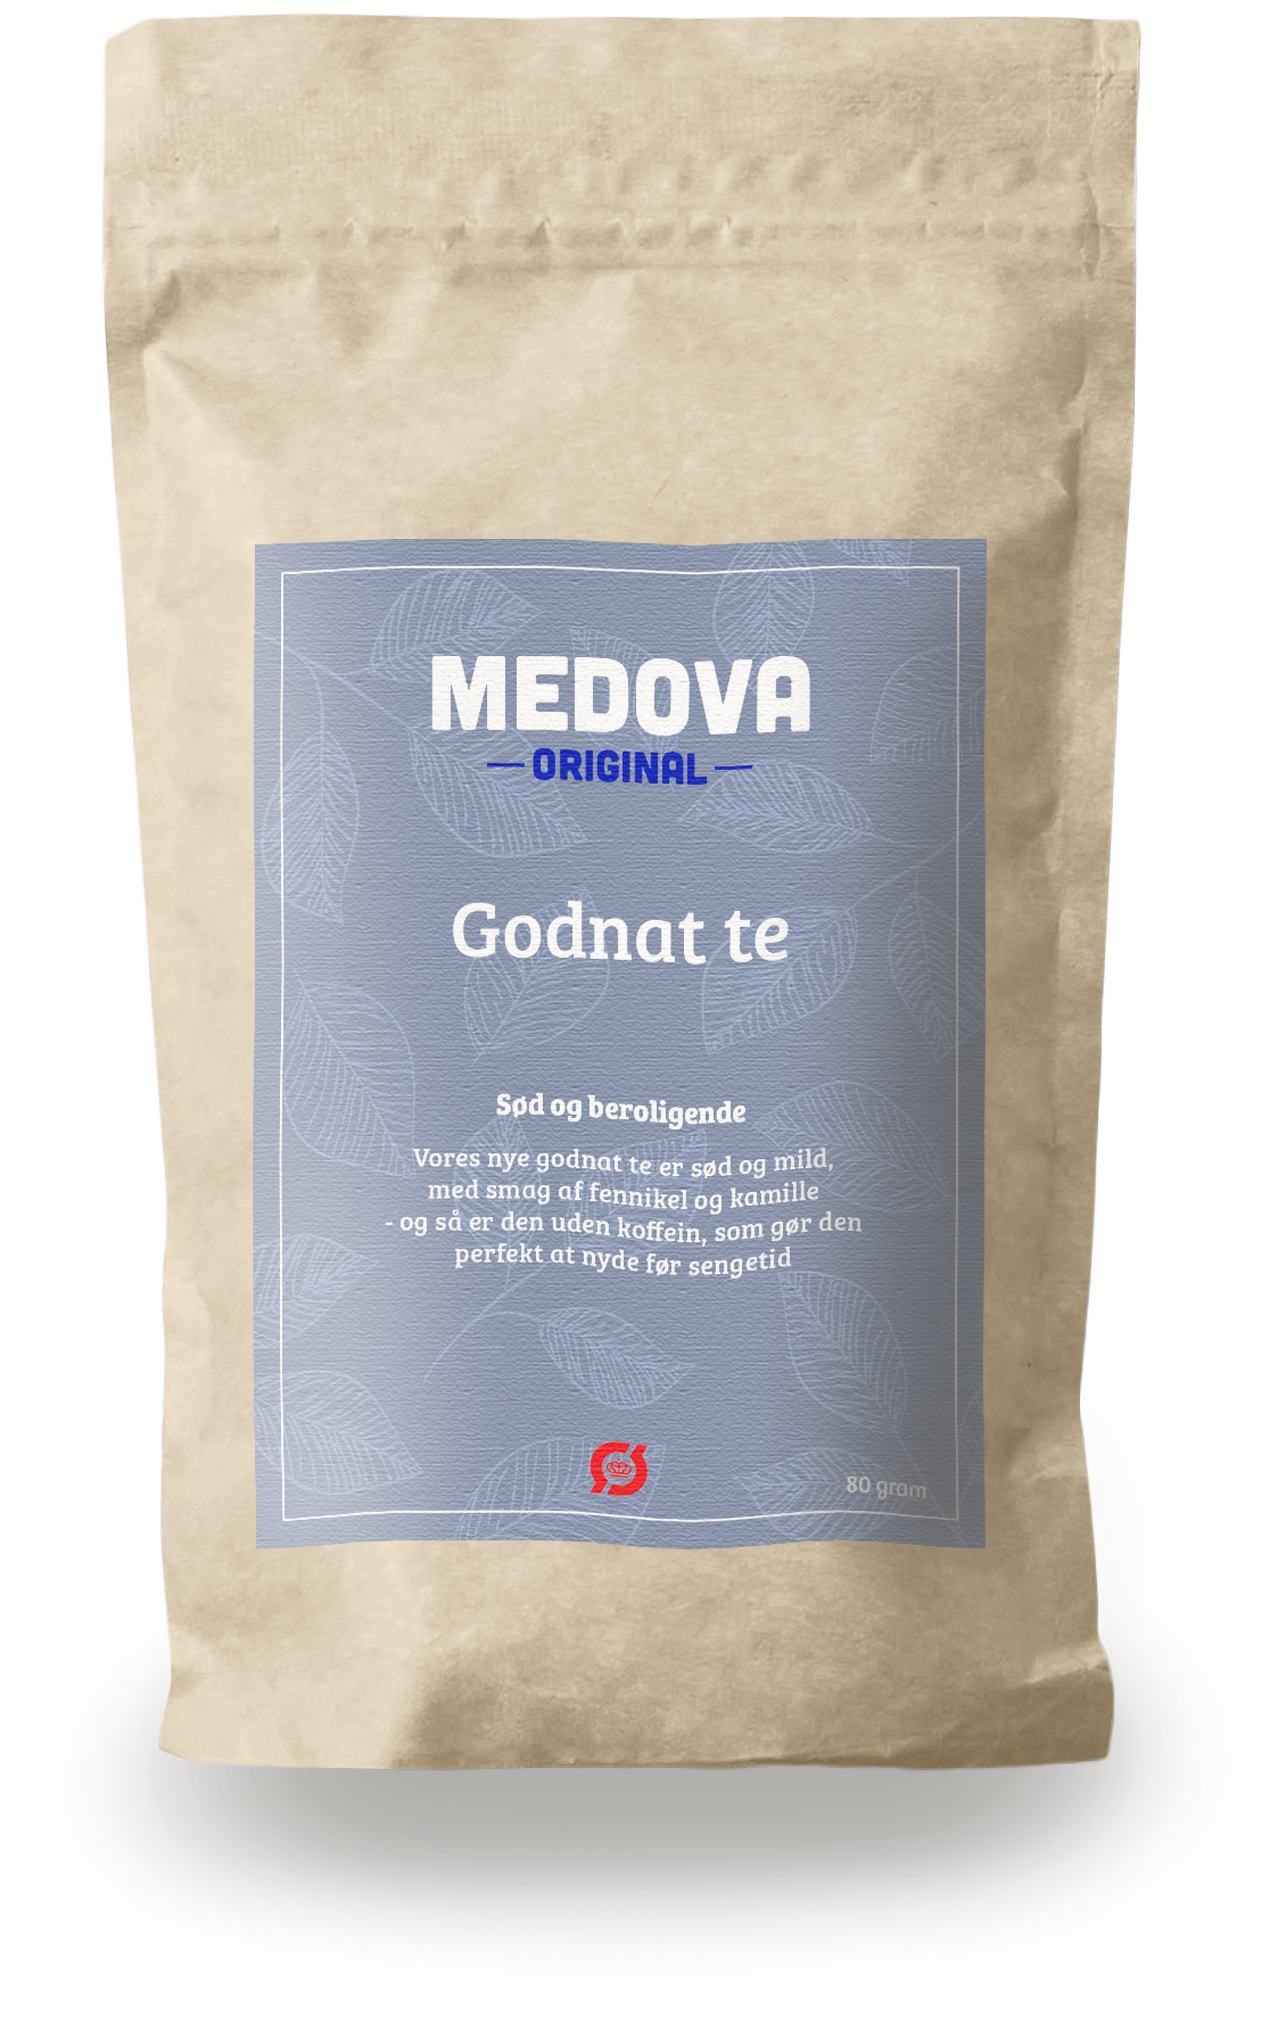 MEDOVA
— ORIGINAL —
Godnat te
Sød og beroligende
Vores nye godnat te er sød og mild,
med smag af fennikel og kamille
- og så er den uden koffein, som gør den
perfekt at nyde før sengetid
Ø
80 gram